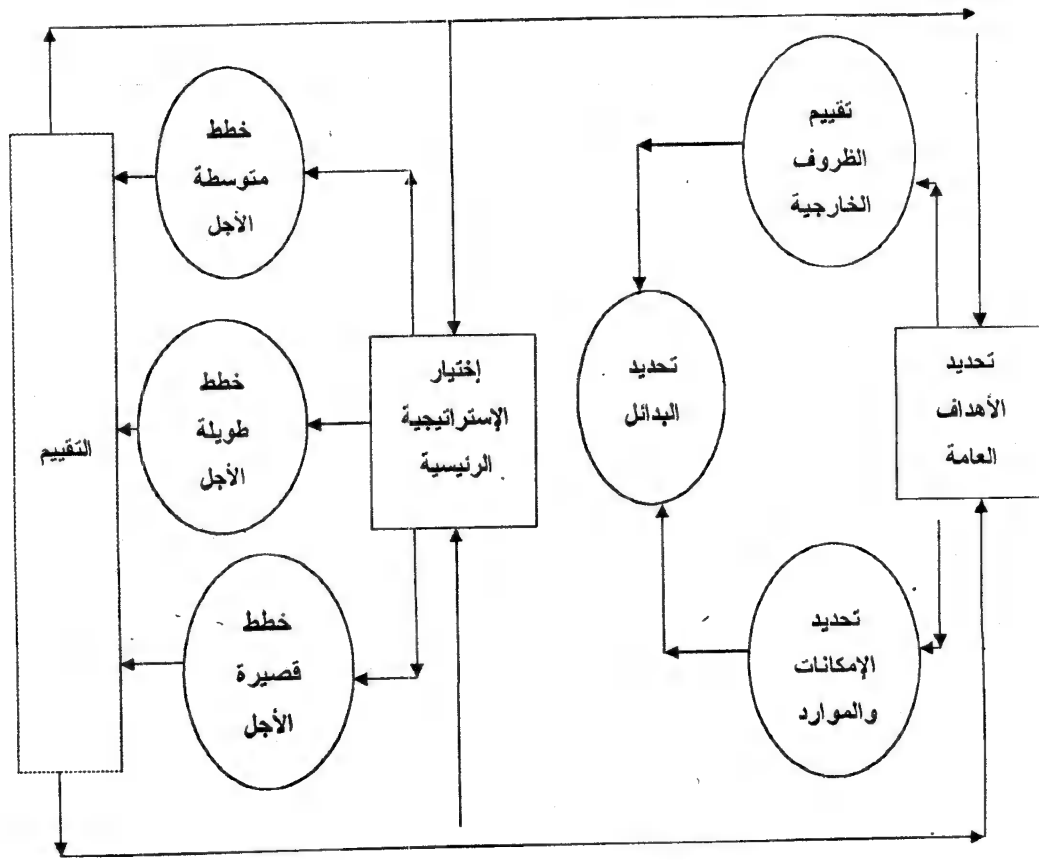 تقييم
الظروف
الخارجية
تحديد
الأهداف
العامة
تحديد
الإمكانات
والموارد
تحديد
البدائل
إختيار
الإستراتيجية
الرئيسية
خطط
متوسطة
الأجل
خطط
طويلة
الأجل
خطط
قصيرة
الأجل
التقييم